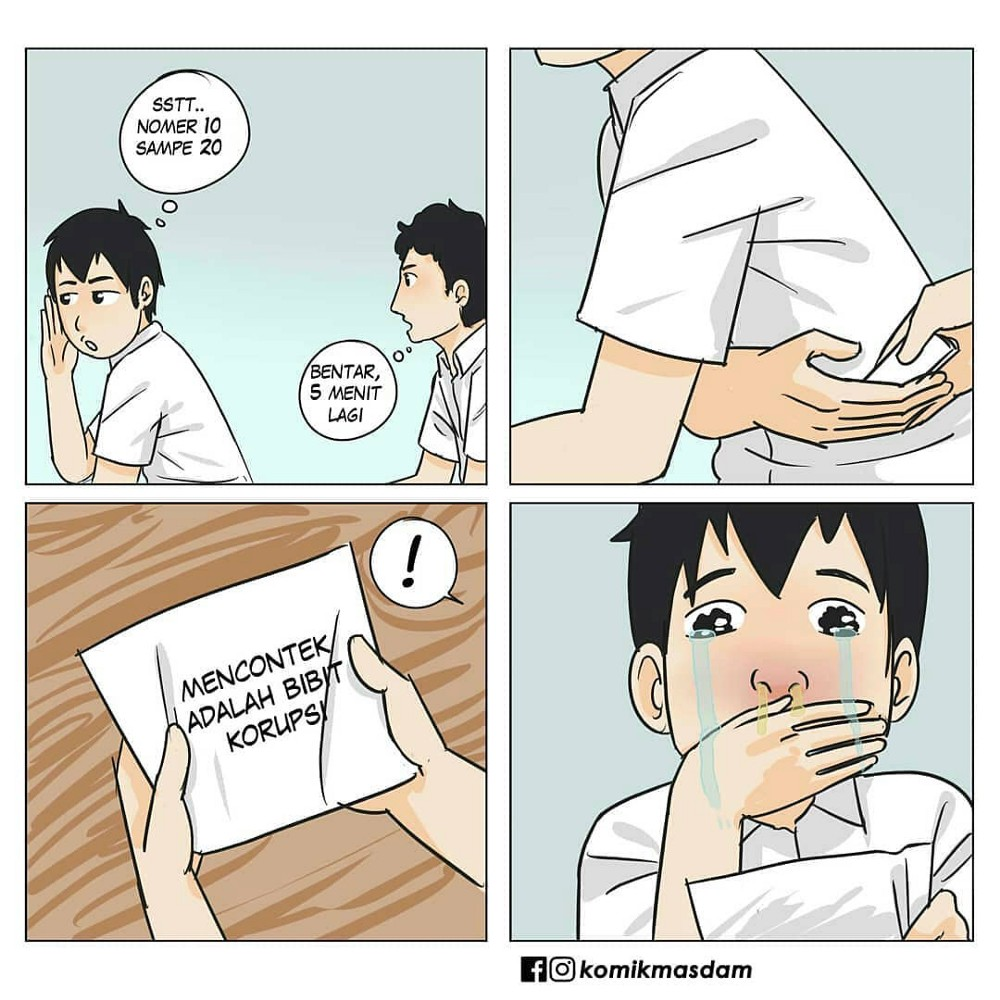 SSTT..
NOMER 10
SAMPE 20
BENTAR,
5 MENIT
LAGI
!
MENCONTEK
ADALAH BIBIT
KORUPSI
komikmasdam